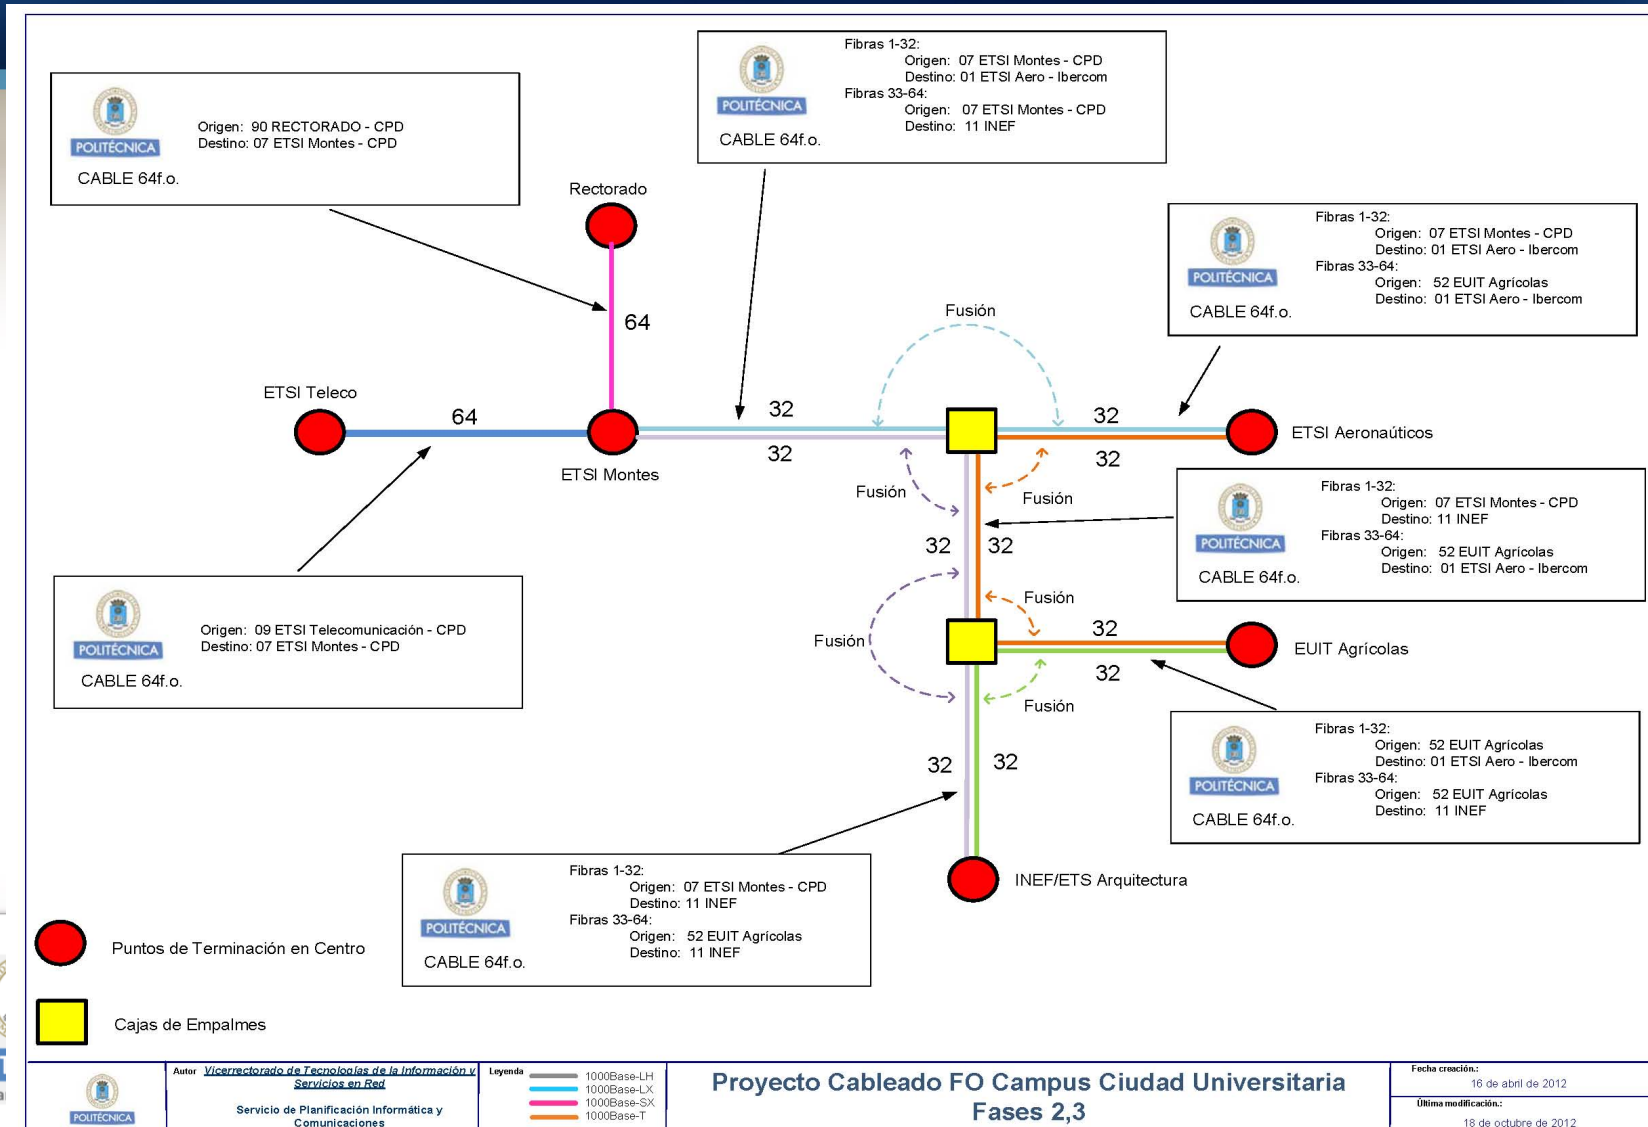 POLITÉCNICA
CABLE 64f.o.
Origen: 90 RECTORADO - CPD
Destino: 07 ETSI Montes - CPD
POLITÉCNICA
CABLE 64f.o.
Fibras 1-32:
Origen: 07 ETSI Montes - CPD
Destino: 01 ETSI Aero - Ibercom
Fibras 33-64:
Origen: 07 ETSI Montes - CPD
Destino: 11 INEF
POLITÉCNICA
CABLE 64f.o.
Fibras 1-32:
Origen: 07 ETSI Montes - CPD
Destino: 01 ETSI Aero - Ibercom
Fibras 33-64:
Origen: 52 EUIT Agrícolas
Destino: 01 ETSI Aero - Ibercom
Rectorado
64
Fusión
ETSI Teleco
64
ETSI Montes
32
32
32
32
ETSI Aeronaúticos
Fusión
Fusión
32
32
POLITÉCNICA
CABLE 64f.o.
Fibras 1-32:
Origen: 07 ETSI Montes - CPD
Destino: 11 INEF
Fibras 33-64:
Origen: 52 EUIT Agrícolas
Destino: 01 ETSI Aero - Ibercom
POLITÉCNICA
CABLE 64f.o.
Origen: 09 ETSI Telecomunicación - CPD
Destino: 07 ETSI Montes - CPD
Fusión
Fusión
32
32
EUIT Agrícolas
Fusión
POLITÉCNICA
CABLE 64f.o.
Fibras 1-32:
Origen: 52 EUIT Agrícolas
Destino: 01 ETSI Aero - Ibercom
Fibras 33-64:
Origen: 52 EUIT Agrícolas
Destino: 11 INEF
32
32
INEF/ETS Arquitectura
POLITÉCNICA
CABLE 64f.o.
Fibras 1-32:
Origen: 07 ETSI Montes - CPD
Destino: 11 INEF
Fibras 33-64:
Origen: 52 EUIT Agrícolas
Destino: 11 INEF
Puntos de Terminación en Centro
Cajas de Empalmes
POLITÉCNICA
Autor Vicerrectorado de Tecnologías de la Información y
Servicios en Red
Servicio de Planificación Informática y
Comunicaciones
Leyenda
1000Base-LH
1000Base-LX
1000Base-SX
1000Base-T
Proyecto Cableado FO Campus Ciudad Universitaria
Fases 2,3
Fecha creación.:
16 de abril de 2012
Última modificación.:
18 de octubre de 2012